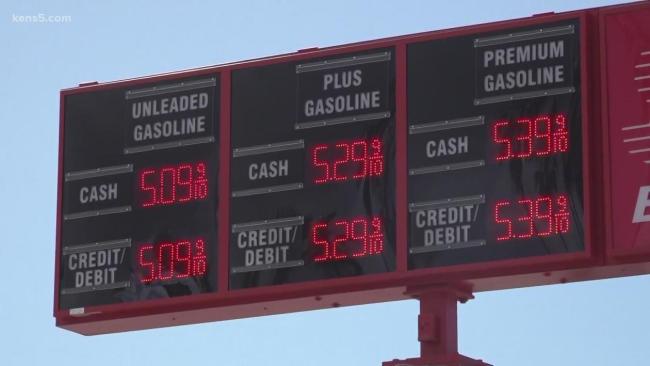 kens5.com
UNLEADED
GASOLINE
CASH
5.09 9/10
CREDIT/
DEBIT
5.09 9/10
PLUS
GASOLINE
CASH
5.29 9/10
CREDIT/
DEBIT
5.29 9/10
PREMIUM
GASOLINE
CASH
5.39 9/10
CREDIT/
DEBIT
5.39 9/10